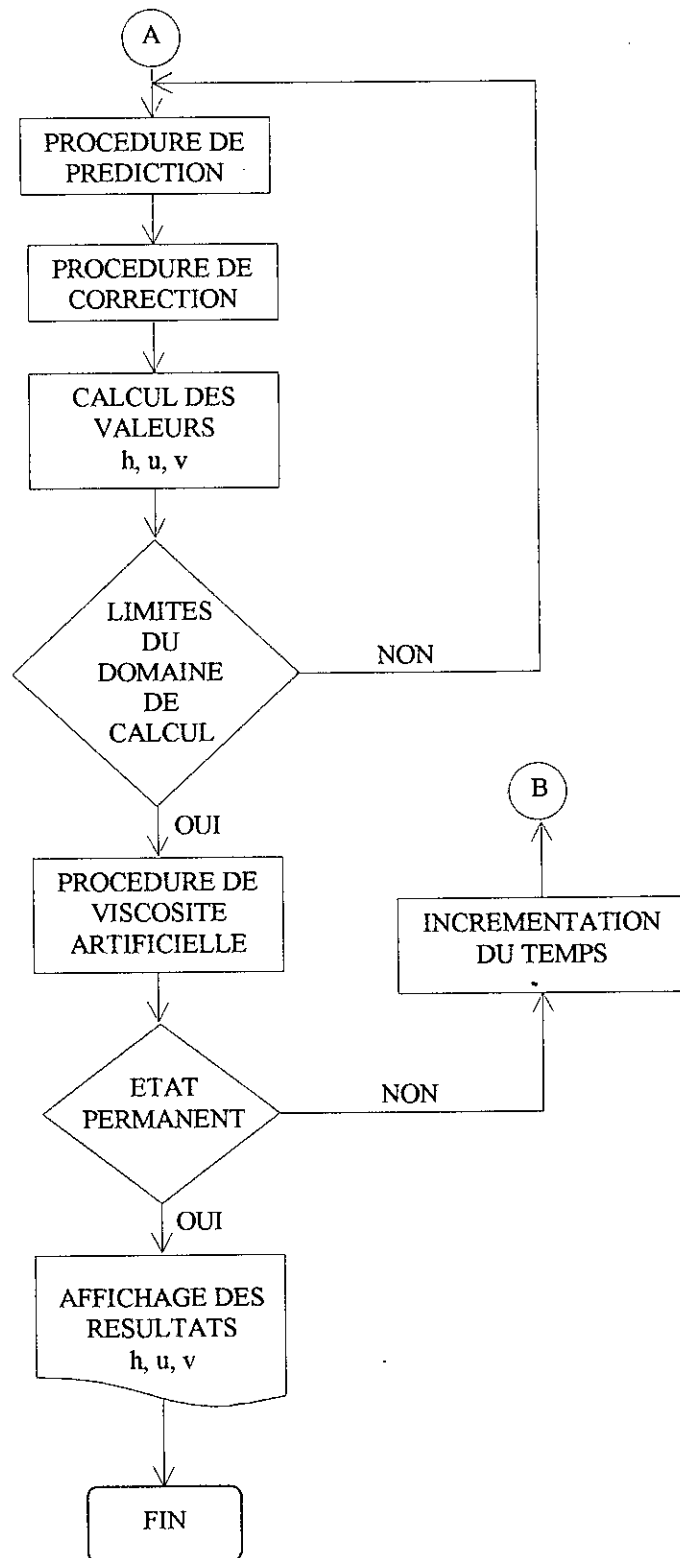 A
PROCEDURE DE
PREDICTION
PROCEDURE DE
CORRECTION
CALCUL DES
VALEURS
h, u, v
LIMITES
DU
DOMAINE
DE
CALCUL
NON
OUI
B
PROCEDURE DE
VISCOSITE
ARTIFICIELLE
INCREMENTATION
DU TEMPS
ETAT
PERMANENT
NON
OUI
AFFICHAGE DES
RESULTATS
h, u, v
FIN